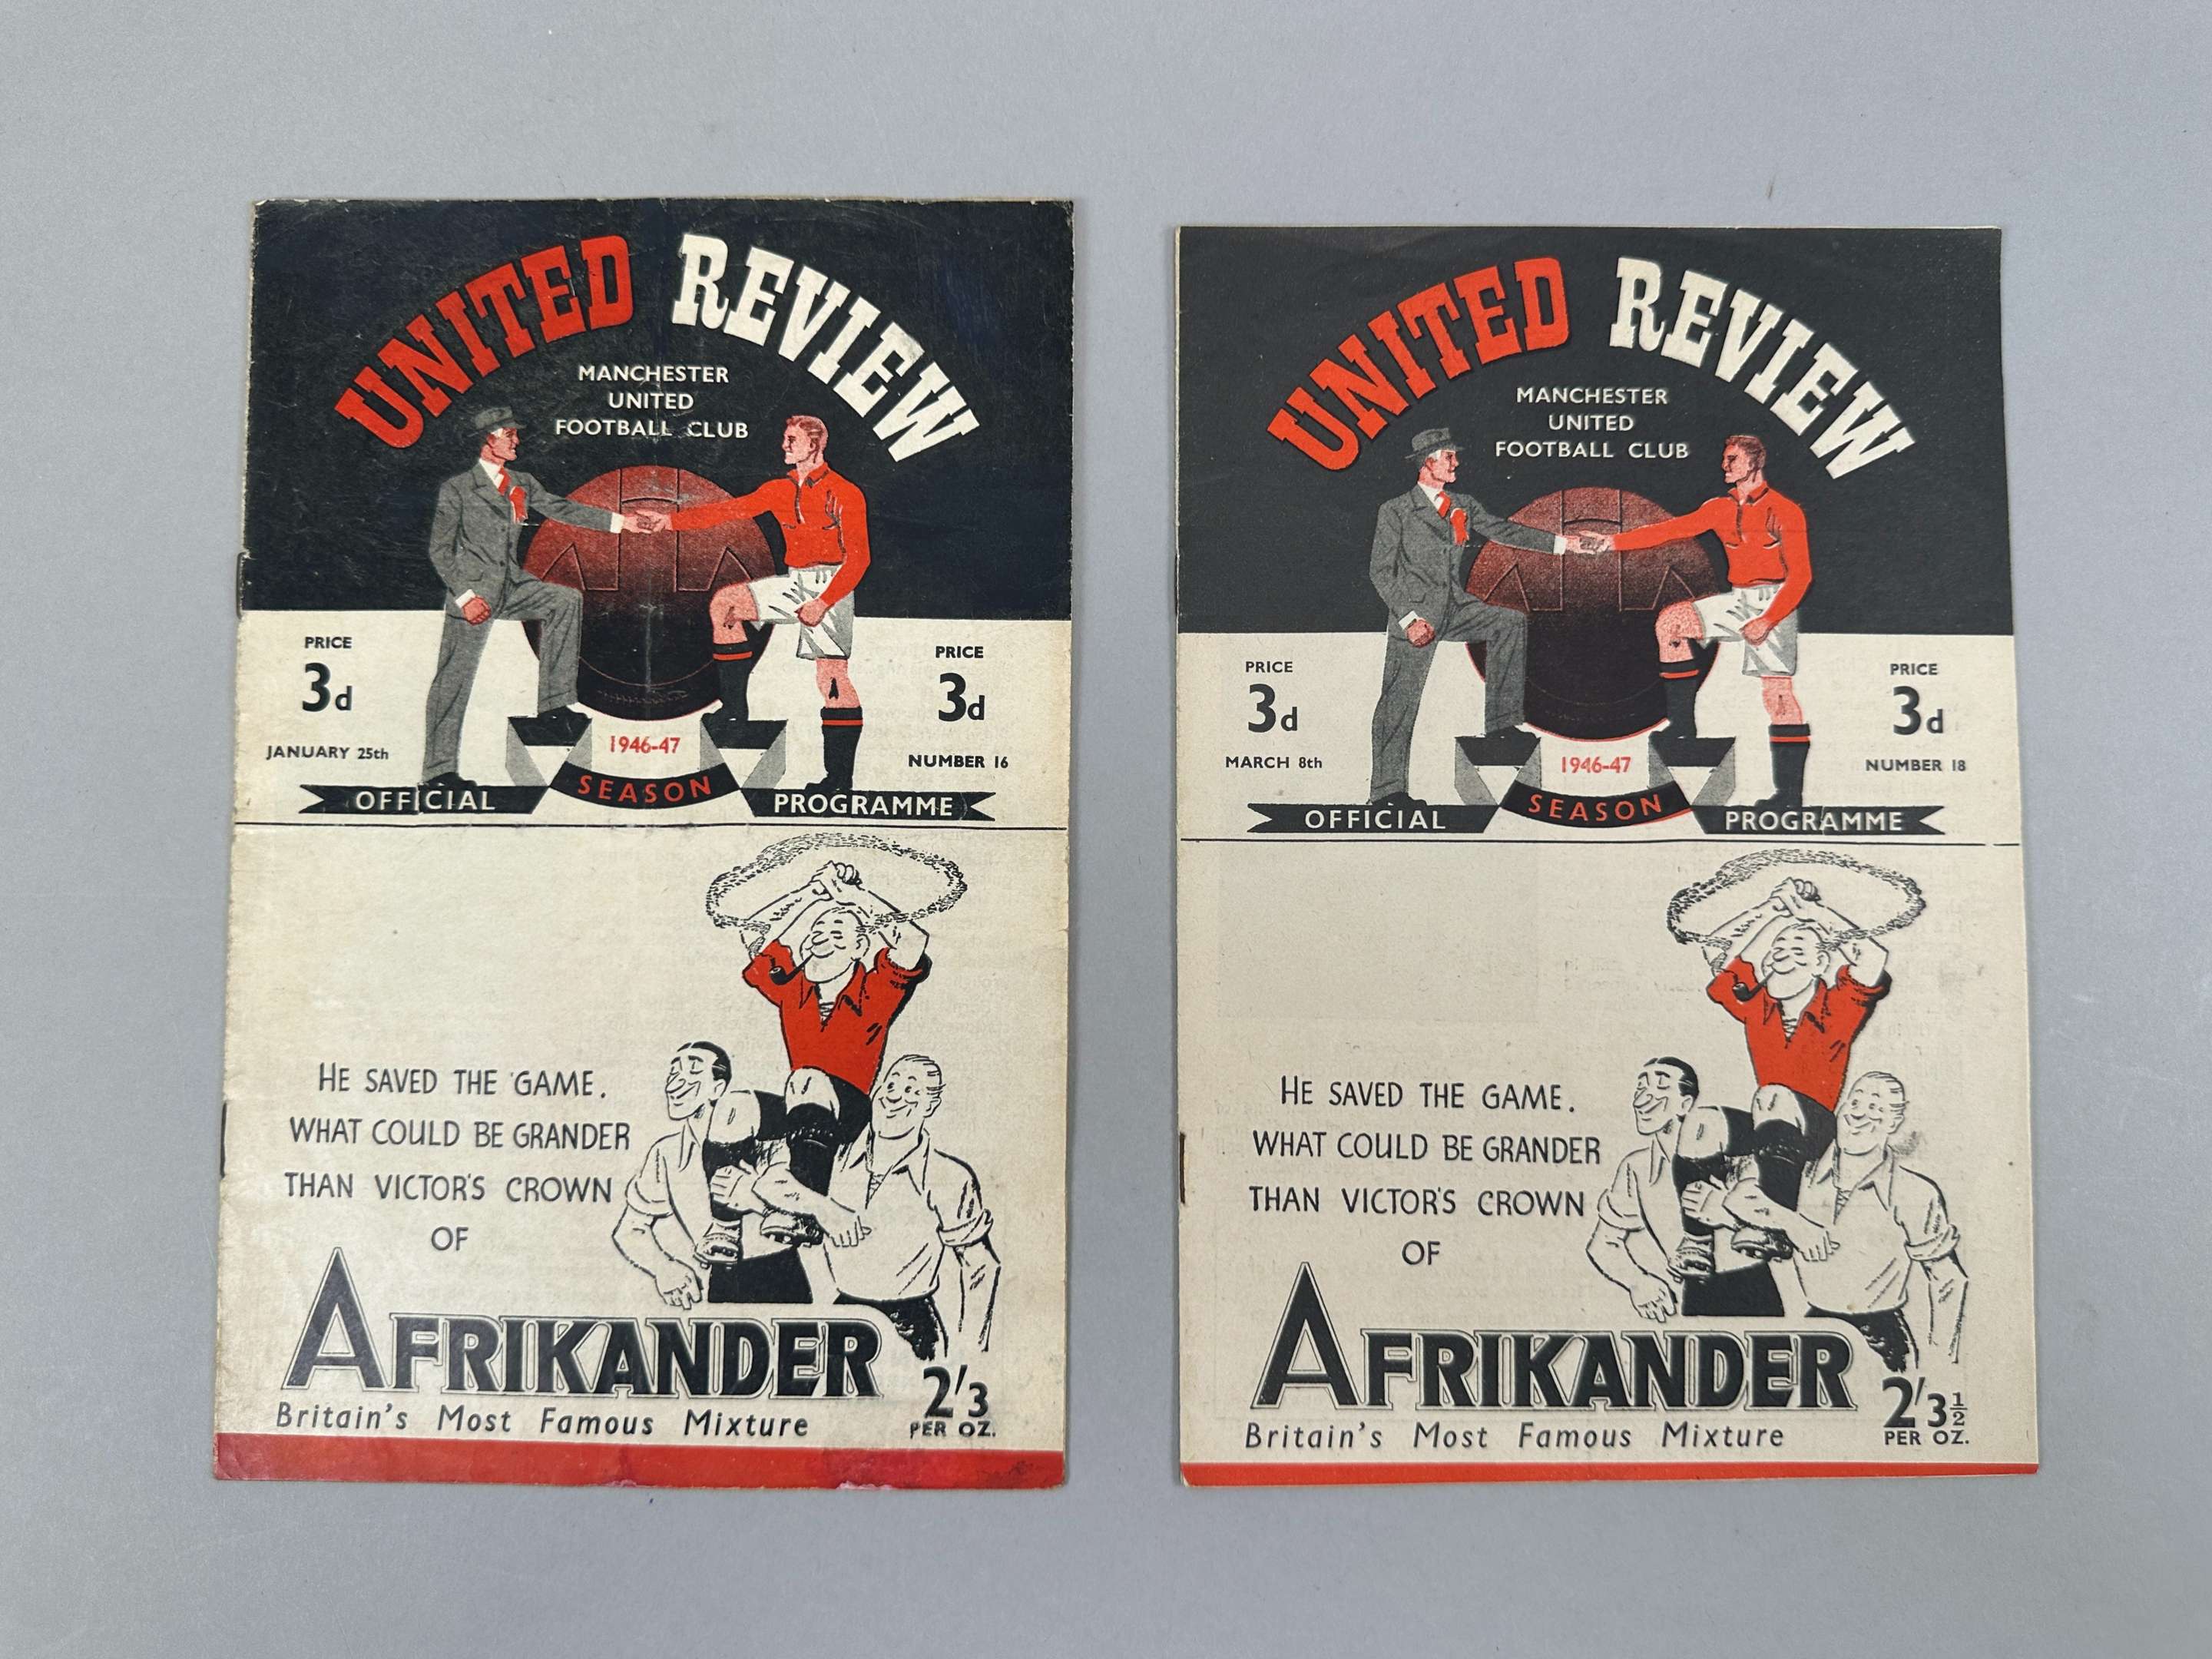 UNITED REVIEW
MANCHESTER
UNITED
FOOTBALL CLUB
PRICE
3d
JANUARY 25th
PRICE
3d
NUMBER 16
1946-47
OFFICIAL SEASON PROGRAMME
HE SAVED THE GAME.
WHAT COULD BE GRANDER
THAN VICTOR'S CROWN
OF
AFRIKANDER
Britain's Most Famous Mixture
2/3
PER OZ.
UNITED REVIEW
MANCHESTER
UNITED
FOOTBALL CLUB
PRICE
3d
MARCH 8th
PRICE
3d
NUMBER 18
1946-47
OFFICIAL SEASON PROGRAMME
HE SAVED THE GAME.
WHAT COULD BE GRANDER
THAN VICTOR'S CROWN
OF
AFRIKANDER
Britain's Most Famous Mixture
2/3½
PER OZ.